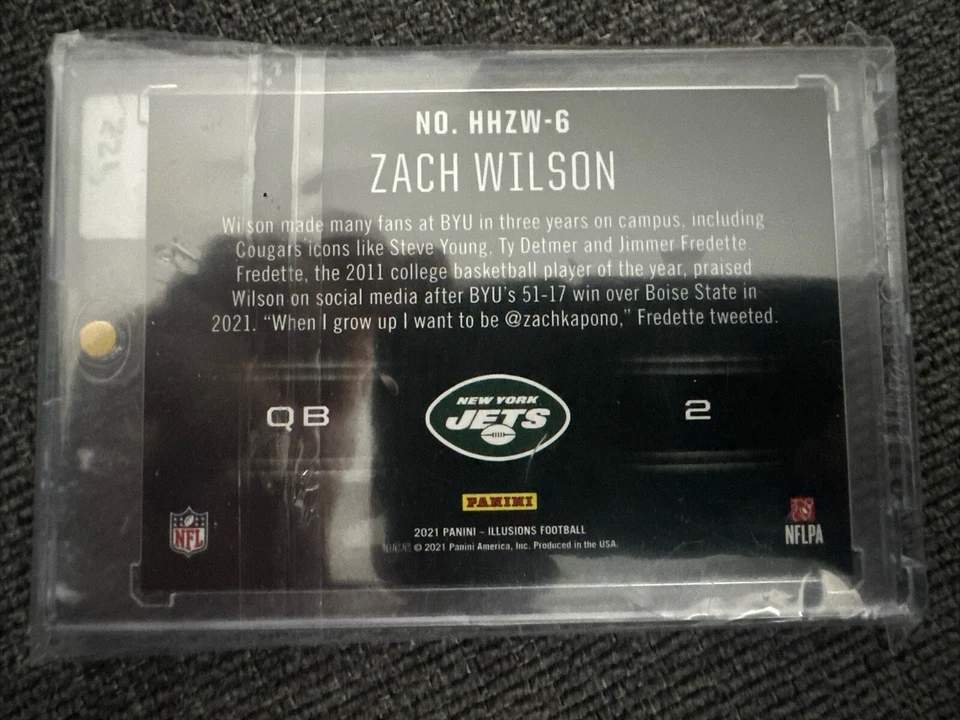 NO. HHZW-6
ZACH WILSON
Wilson made many fans at BYU in three years on campus, including
Cougars icons like Steve Young, Ty Detmer and Jimmer Fredette.
Fredette, the 2011 college basketball player of the year, praised
Wilson on social media after BYU's 51-17 win over Boise State in
2021. "When I grow up I want to be @zachkapono," Fredette tweeted.
QB
NEW YORK
JETS
2
PANINI
NFL
2021 PANINI - ILLUSIONS FOOTBALL
© 2021 Panini America, Inc. Produced in the USA.
NFLPA